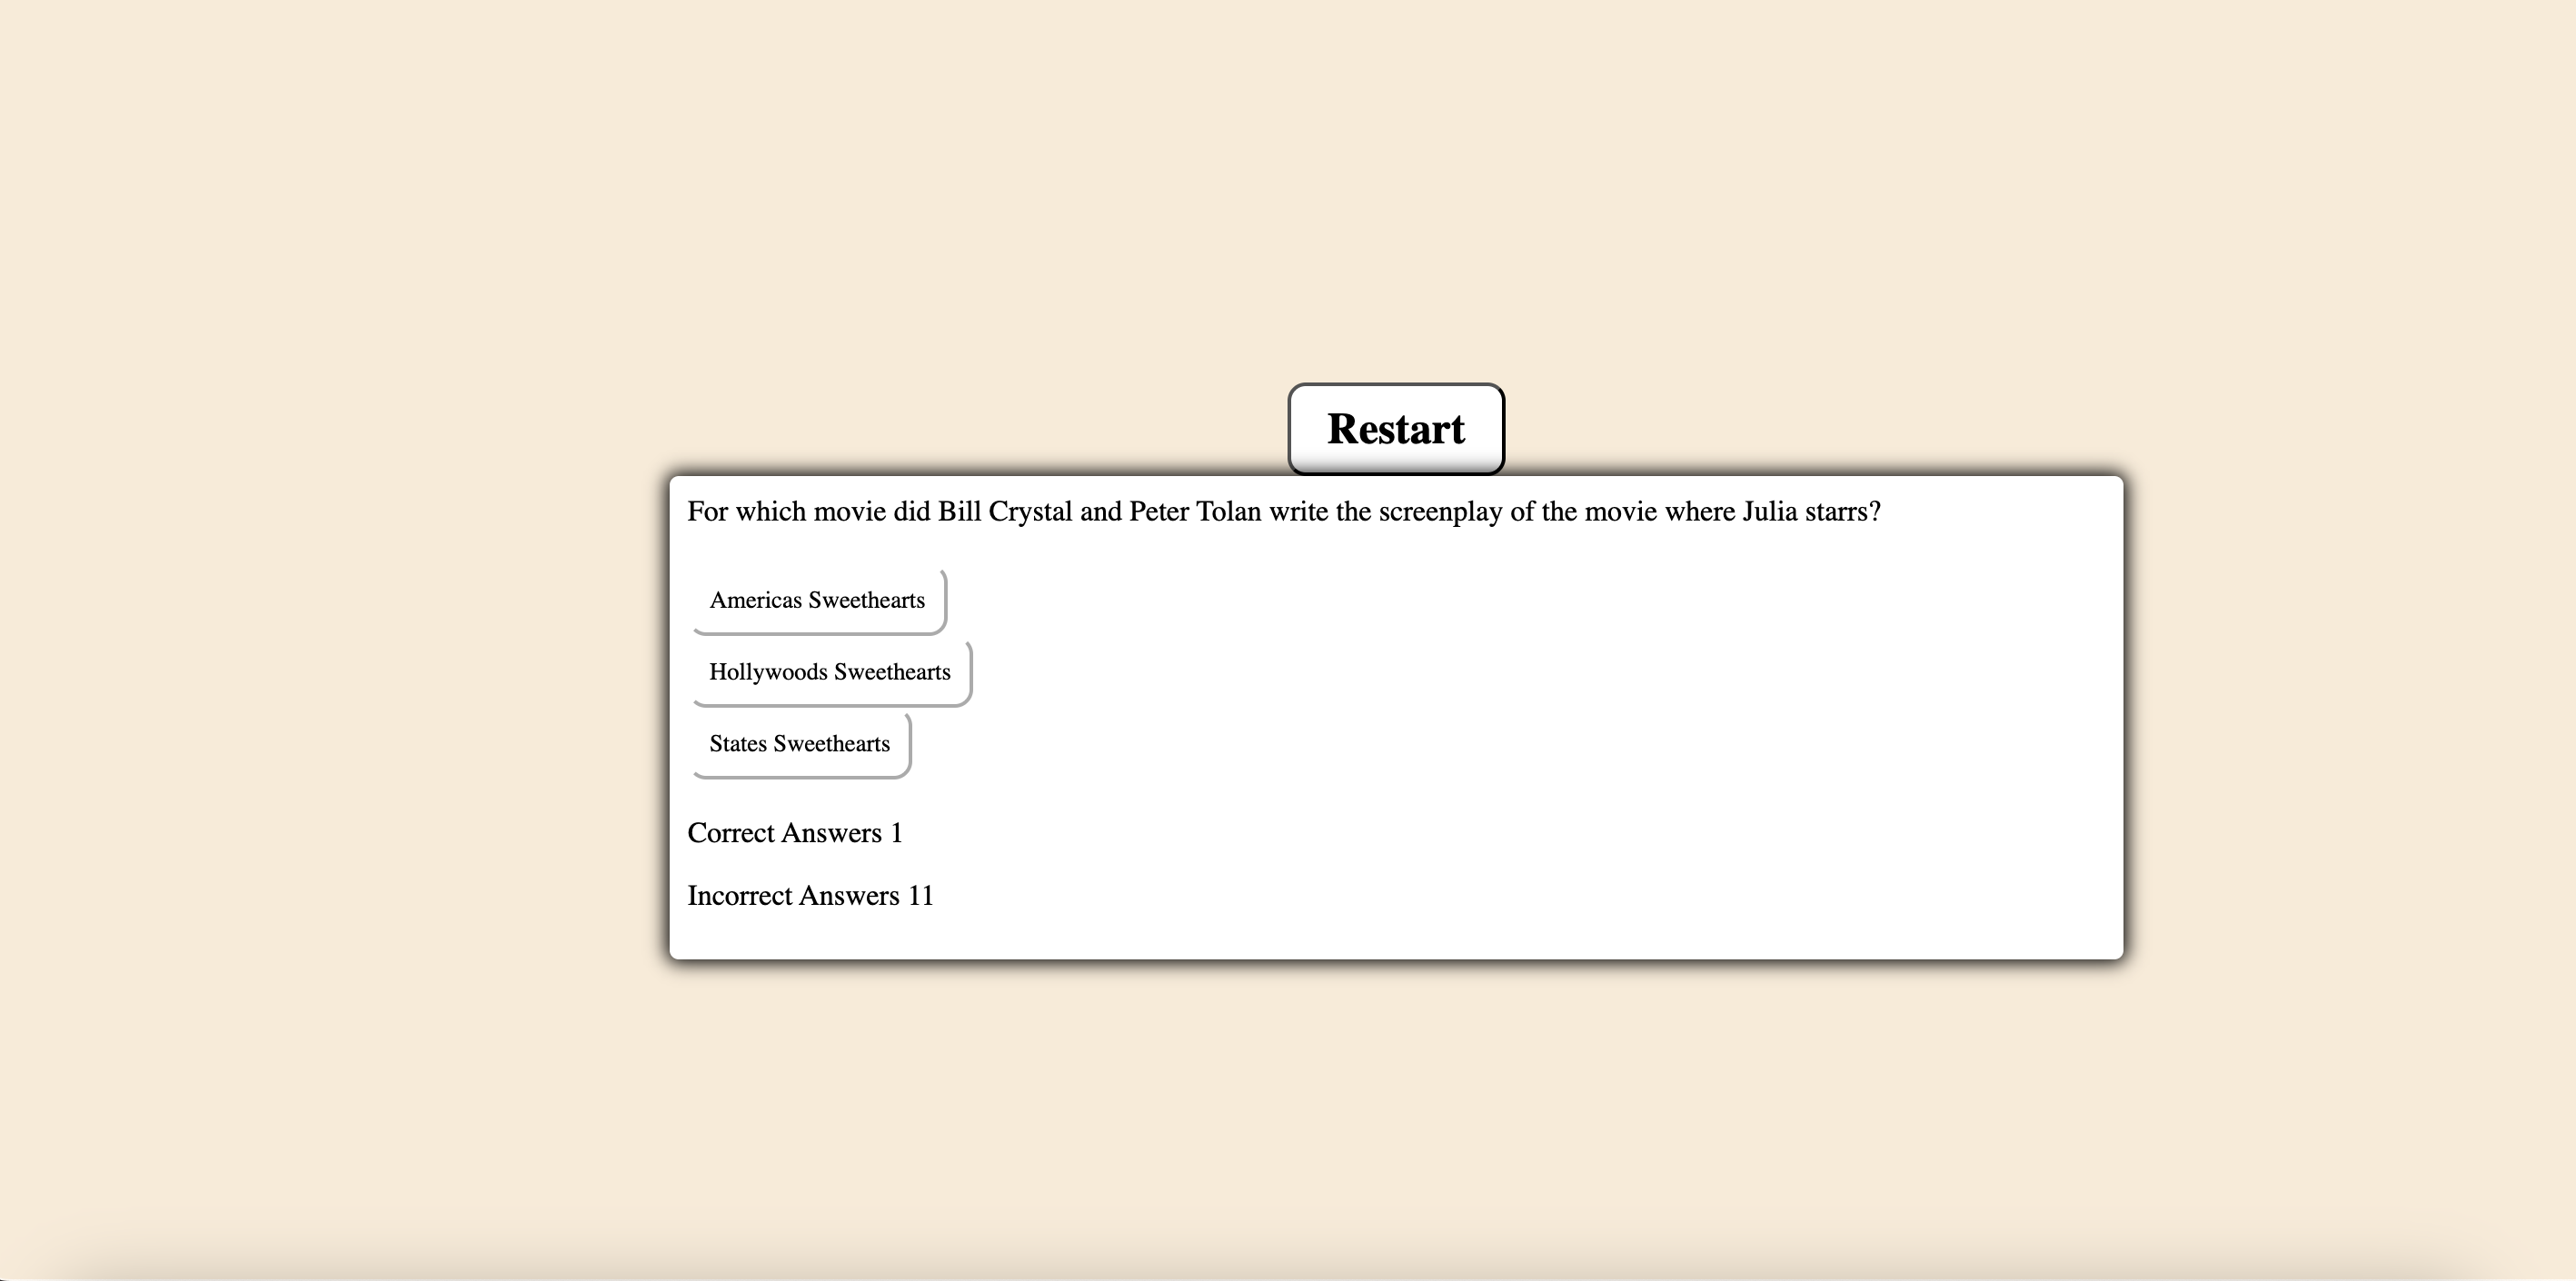 Restart
For which movie did Bill Crystal and Peter Tolan write the screenplay of the movie where Julia starrs?
Americas Sweethearts
Hollywoods Sweethearts
States Sweethearts
Correct Answers 1
Incorrect Answers 11